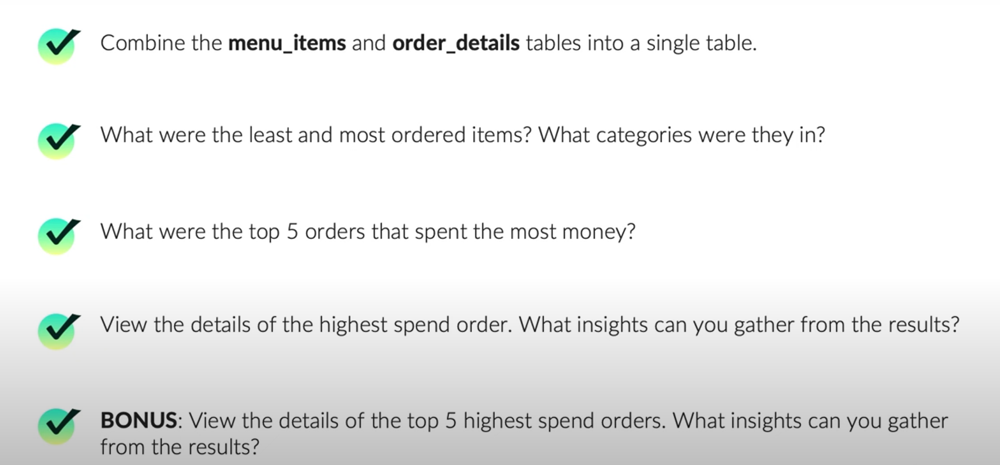 Combine the menu_items and order_details tables into a single table.
What were the least and most ordered items? What categories were they in?
What were the top 5 orders that spent the most money?
View the details of the highest spend order. What insights can you gather from the results?
BONUS: View the details of the top 5 highest spend orders. What insights can you gather
from the results?